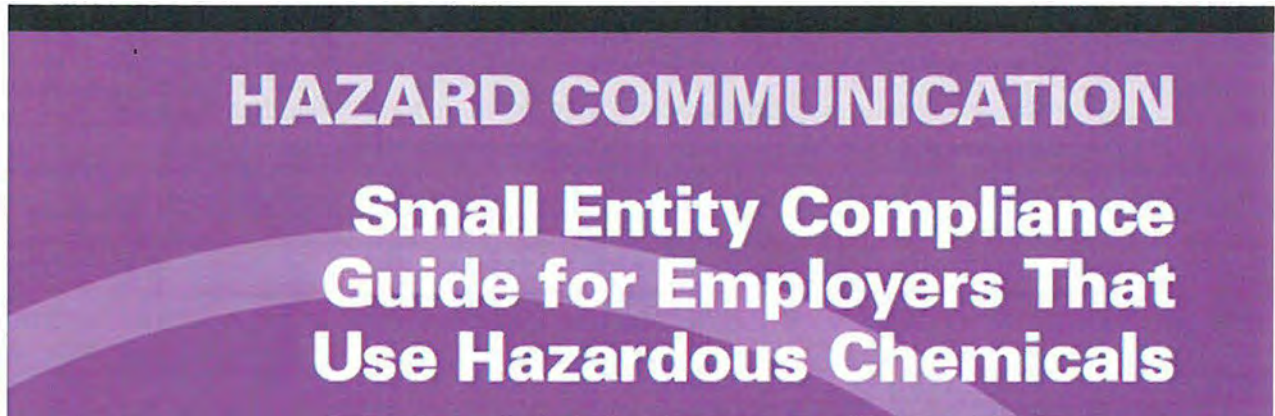 HAZARD COMMUNICATION
Small Entity Compliance
Guide for Employers That
Use Hazardous Chemicals